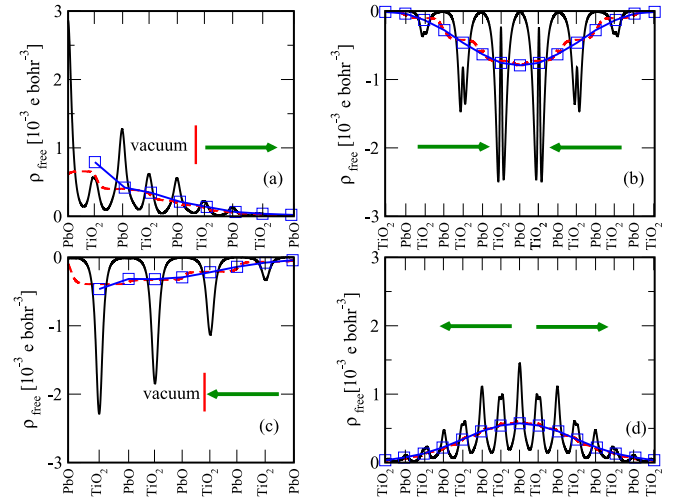 3
2
1
0
ρ_free [10⁻³ e bohr⁻³]
vacuum
(a)
PbO
TiO₂
PbO
TiO₂
PbO
TiO₂
PbO
TiO₂
PbO
0
-1
-2
-3
ρ_free [10⁻³ e bohr⁻³]
(b)
TiO₂
PbO
TiO₂
PbO
TiO₂
PbO
TiO₂
PbO
TiO₂
PbO
TiO₂
PbO
TiO₂
PbO
TiO₂
0
-1
-2
-3
ρ_free [10⁻³ e bohr⁻³]
vacuum
(c)
PbO
TiO₂
PbO
TiO₂
PbO
TiO₂
PbO
TiO₂
PbO
3
2
1
0
ρ_free [10⁻³ e bohr⁻³]
(d)
TiO₂
PbO
TiO₂
PbO
TiO₂
PbO
TiO₂
PbO
TiO₂
PbO
TiO₂
PbO
TiO₂
PbO
TiO₂